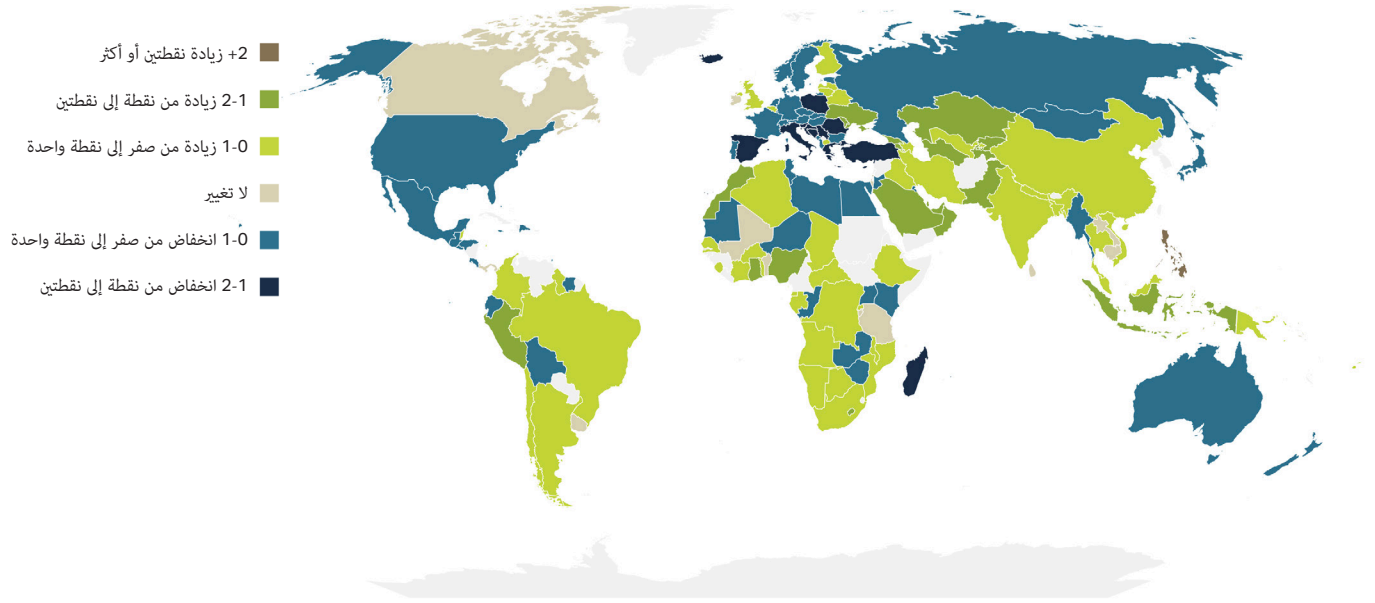 +2 زيادة نقطتين أو أكثر
2-1 زيادة من نقطة إلى نقطتين
1-0 زيادة من صفر إلى نقطة واحدة
لا تغيير
1-0 انخفاض من صفر إلى نقطة واحدة
2-1 انخفاض من نقطة إلى نقطتين